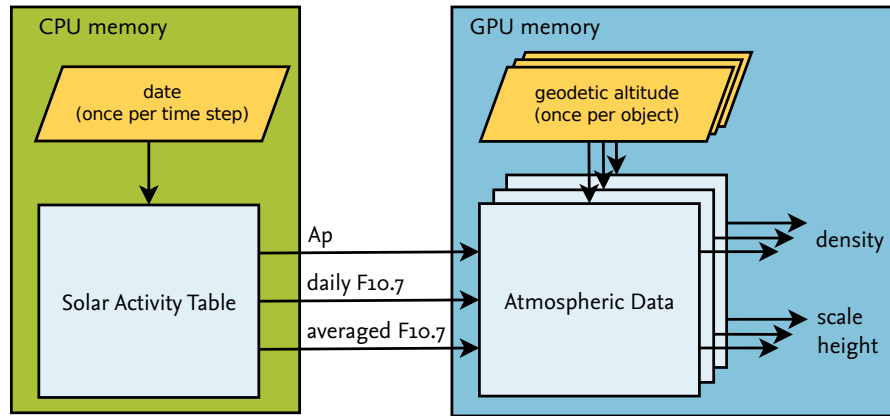 CPU memory
date
(once per time step)
Solar Activity Table
Ap
daily F10.7
averaged F10.7
GPU memory
geodetic altitude
(once per object)
Atmospheric Data
density
scale
height